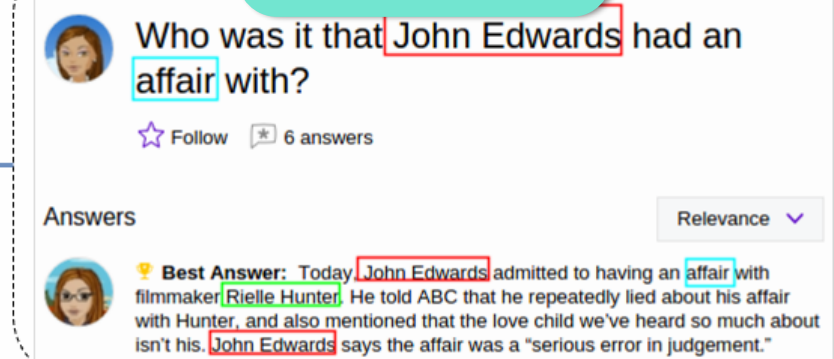 Who was it that John Edwards had an
affair with?
Follow 6 answers
Answers Relevance
Best Answer: Today, John Edwards admitted to having an affair with
filmmaker Rielle Hunter. He told ABC that he repeatedly lied about his affair
with Hunter, and also mentioned that the love child we've heard so much about
isn't his. John Edwards says the affair was a “serious error in judgement.”